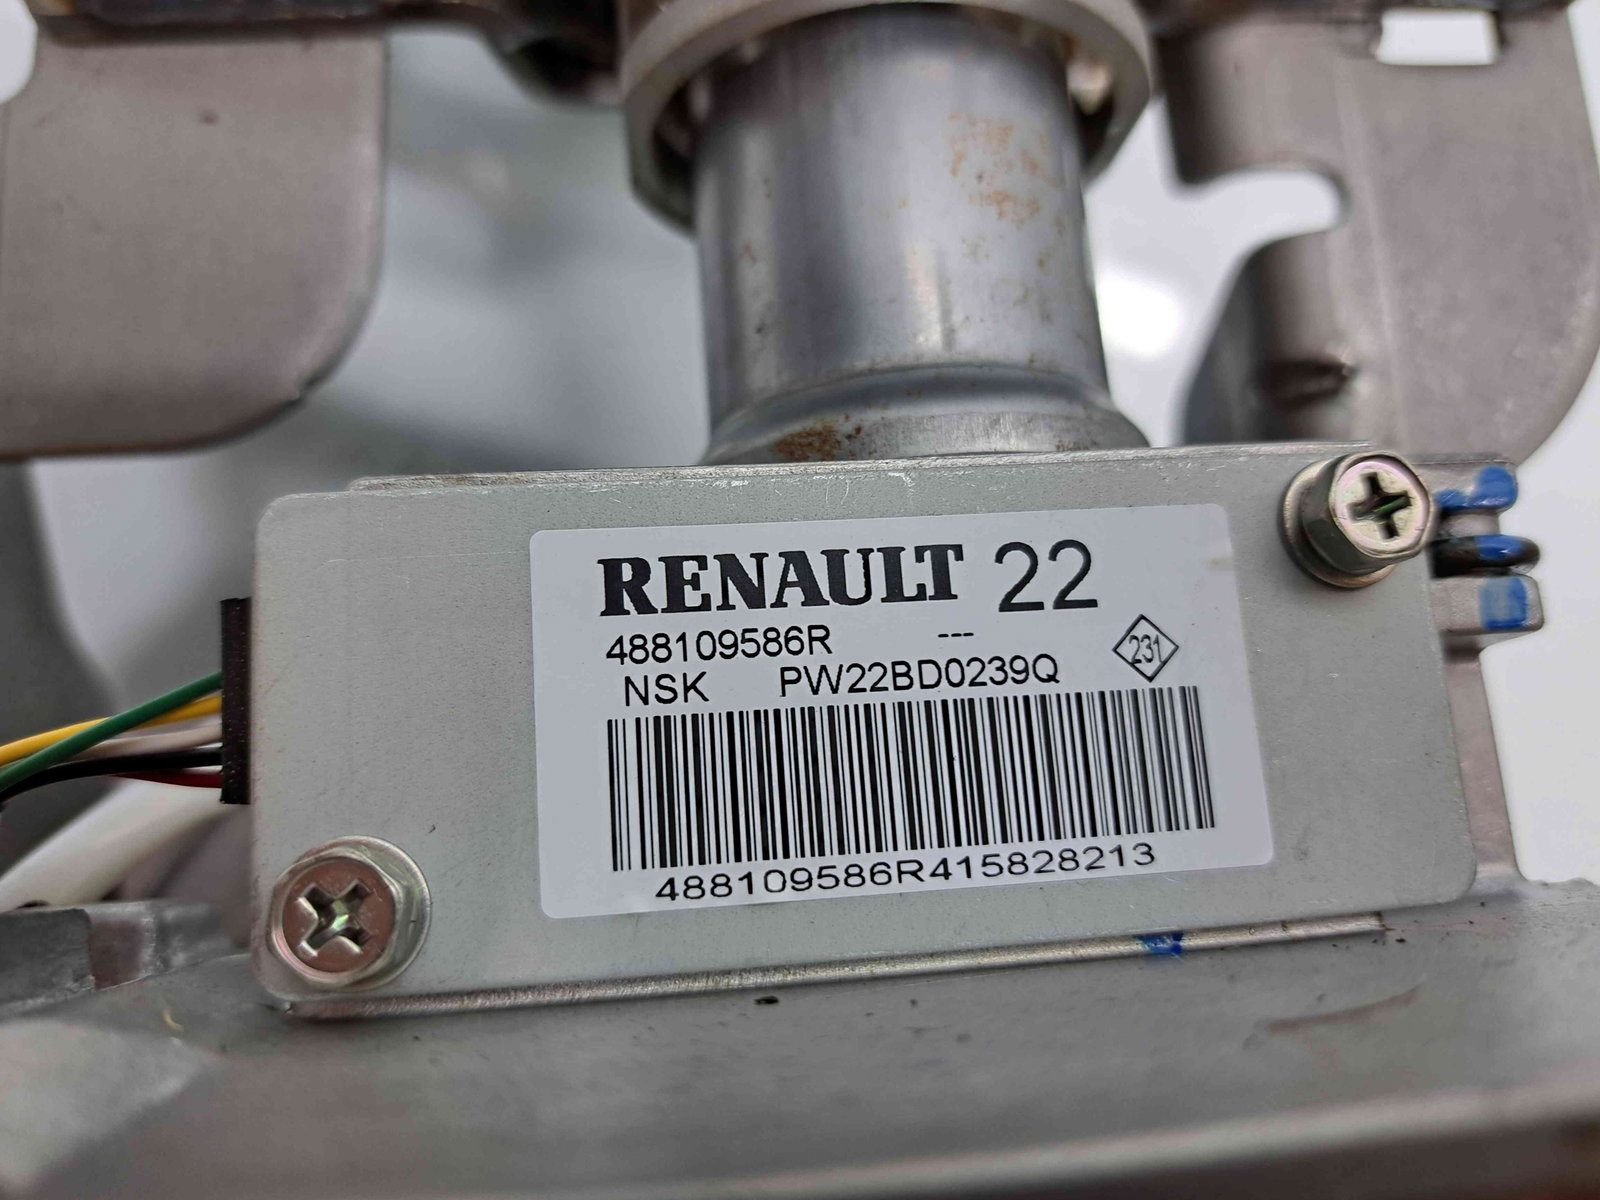 RENAULT 22
488109586R ---
NSK PW22BD0239Q
231
488109586R415828213